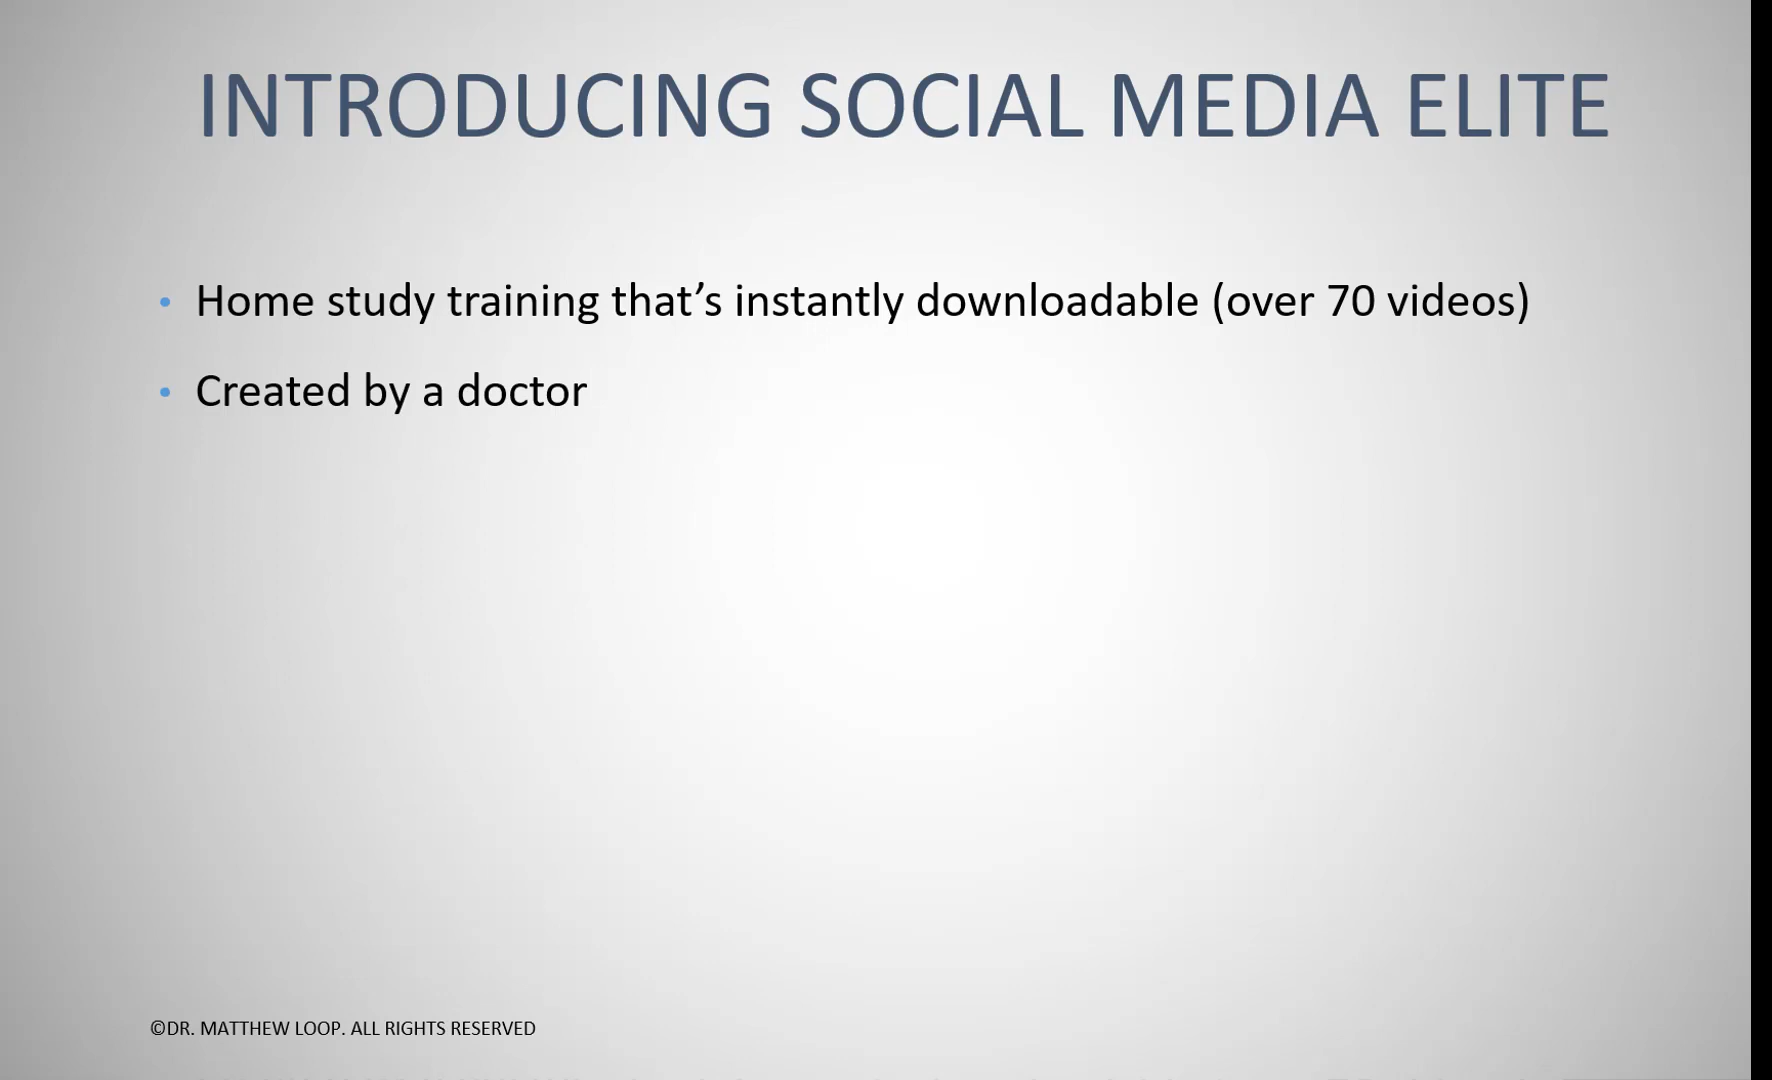 INTRODUCING SOCIAL MEDIA ELITE
• Home study training that’s instantly downloadable (over 70 videos)
• Created by a doctor
©DR. MATTHEW LOOP. ALL RIGHTS RESERVED